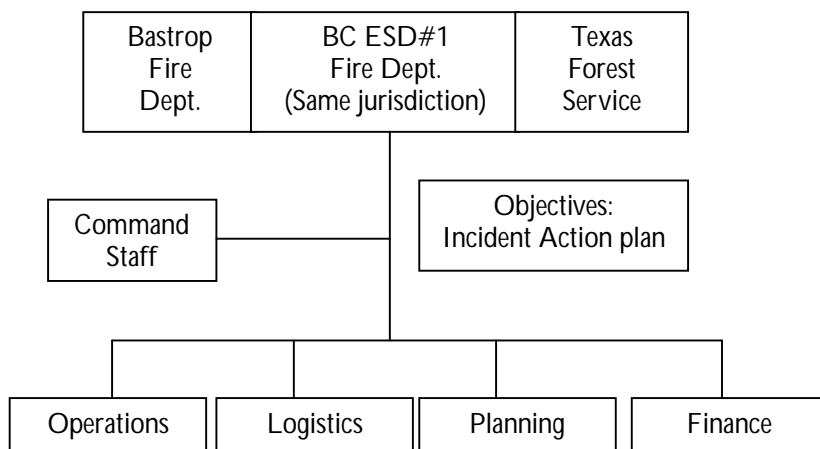 Bastrop
Fire
Dept.
BC ESD#1
Fire Dept.
(Same jurisdiction)
Texas
Forest
Service
Command
Staff
Objectives:
Incident Action plan
Operations
Logistics
Planning
Finance